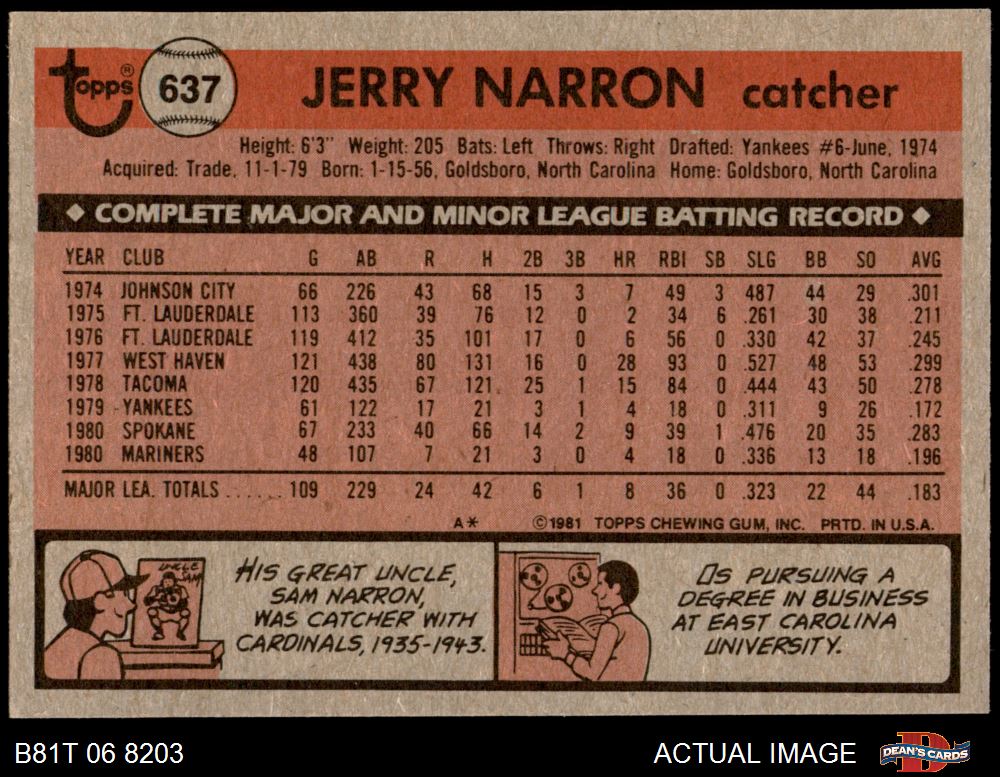 topps® 637 JERRY NARRON catcher
Height: 6'3" Weight: 205 Bats: Left Throws: Right Drafted: Yankees #6-June, 1974
Acquired: Trade, 11-1-79 Born: 1-15-56, Goldsboro, North Carolina Home: Goldsboro, North Carolina
◆ COMPLETE MAJOR AND MINOR LEAGUE BATTING RECORD ◆
YEAR CLUB G AB R H 2B 3B HR RBI SB SLG BB SO AVG
1974 JOHNSON CITY 66 226 43 68 15 3 7 49 3 487 44 29 .301
1975 FT. LAUDERDALE 113 360 39 76 12 0 2 34 6 .261 30 38 .211
1976 FT. LAUDERDALE 119 412 35 101 17 0 6 56 0 .330 42 37 .245
1977 WEST HAVEN 121 438 80 131 16 0 28 93 0 .527 48 53 .299
1978 TACOMA 120 435 67 121 25 1 15 84 0 .444 43 50 .278
1979 YANKEES 61 122 17 21 3 1 4 18 0 .311 9 26 .172
1980 SPOKANE 67 233 40 66 14 2 9 39 1 .476 20 35 .283
1980 MARINERS 48 107 7 21 3 0 4 18 0 .336 13 18 .196
MAJOR LEA. TOTALS ...... 109 229 24 42 6 1 8 36 0 .323 22 44 .183
A* ©1981 TOPPS CHEWING GUM, INC. PRTD. IN U.S.A.
UNCLE
SAM
HIS GREAT UNCLE,
SAM NARRON,
WAS CATCHER WITH
CARDINALS, 1935-1943.
IS PURSUING A
DEGREE IN BUSINESS
AT EAST CAROLINA
UNIVERSITY.
B81T 06 8203 ACTUAL IMAGE DEAN'S CARDS